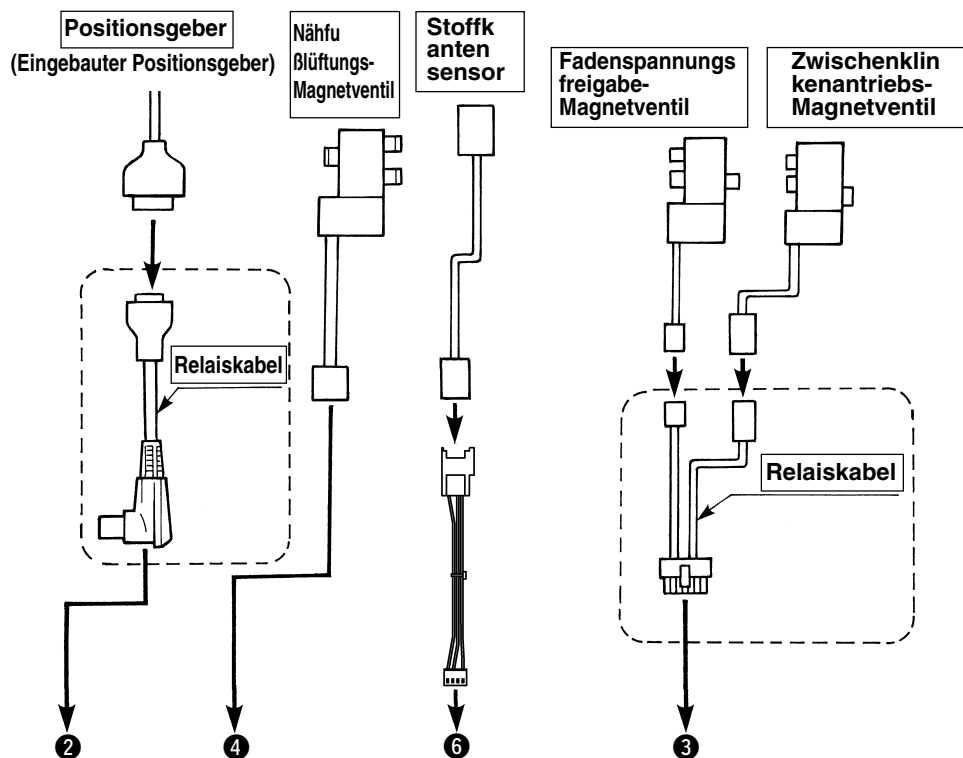 Positionsgeber
(Eingebauter Positionsgeber)
Nähfu
ßlüftungs-
Magnetventil
Stoffk
anten
sensor
Fadenspannungs
freigabe-
Magnetventil
Zwischenklin
kenantriebs-
Magnetventil
Relaiskabel
Relaiskabel
❷
❹
❻
❸